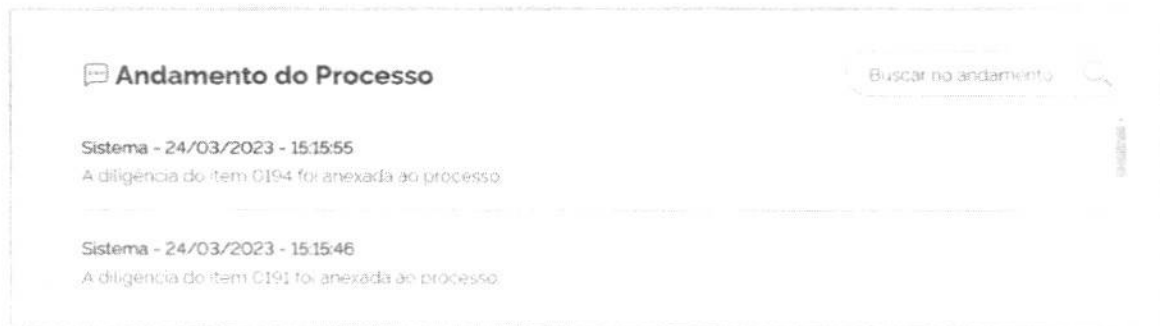 Andamento do Processo
Buscar no andamento
Sistema - 24/03/2023 - 15:15:55
A diligência do item 0194 foi anexada ao processo.
Sistema - 24/03/2023 - 15:15:46
A diligência do item 0191 foi anexada ao processo.